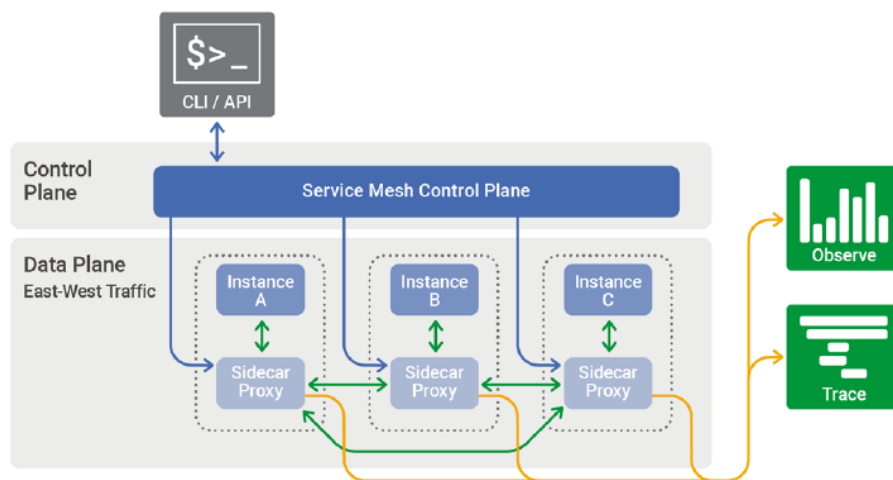 $>_
CLI / API
Control
Plane
Service Mesh Control Plane
Data Plane
East-West Traffic
Instance
A
Instance
B
Instance
C
Sidecar
Proxy
Sidecar
Proxy
Sidecar
Proxy
Observe
Trace